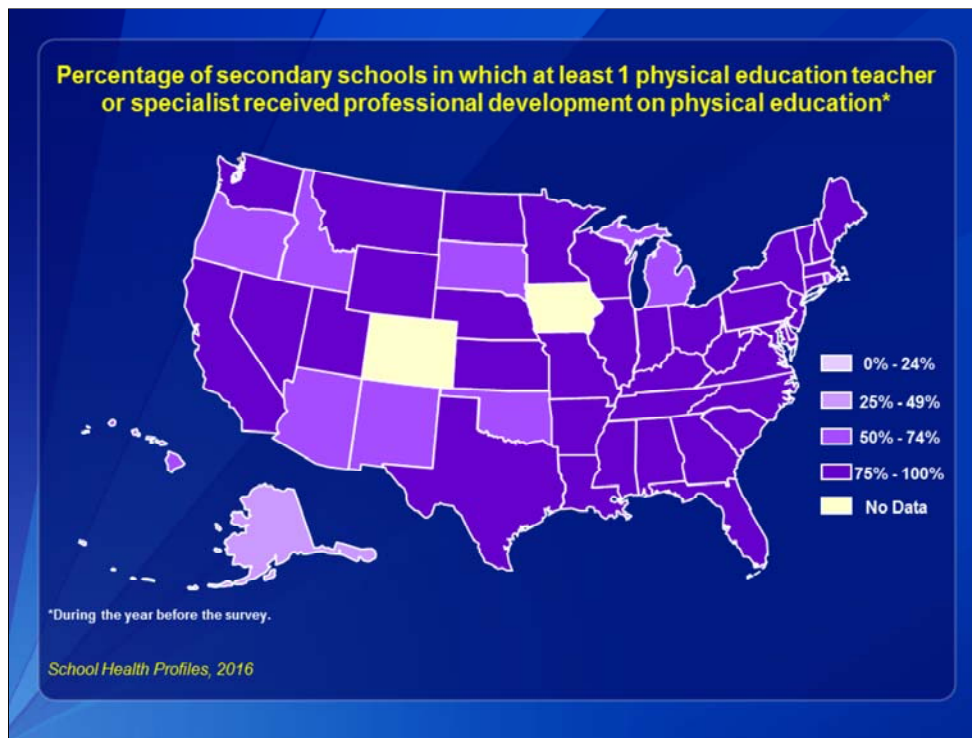 Percentage of secondary schools in which at least 1 physical education teacher
or specialist received professional development on physical education*
0% - 24%
25% - 49%
50% - 74%
75% - 100%
No Data
*During the year before the survey.
School Health Profiles, 2016